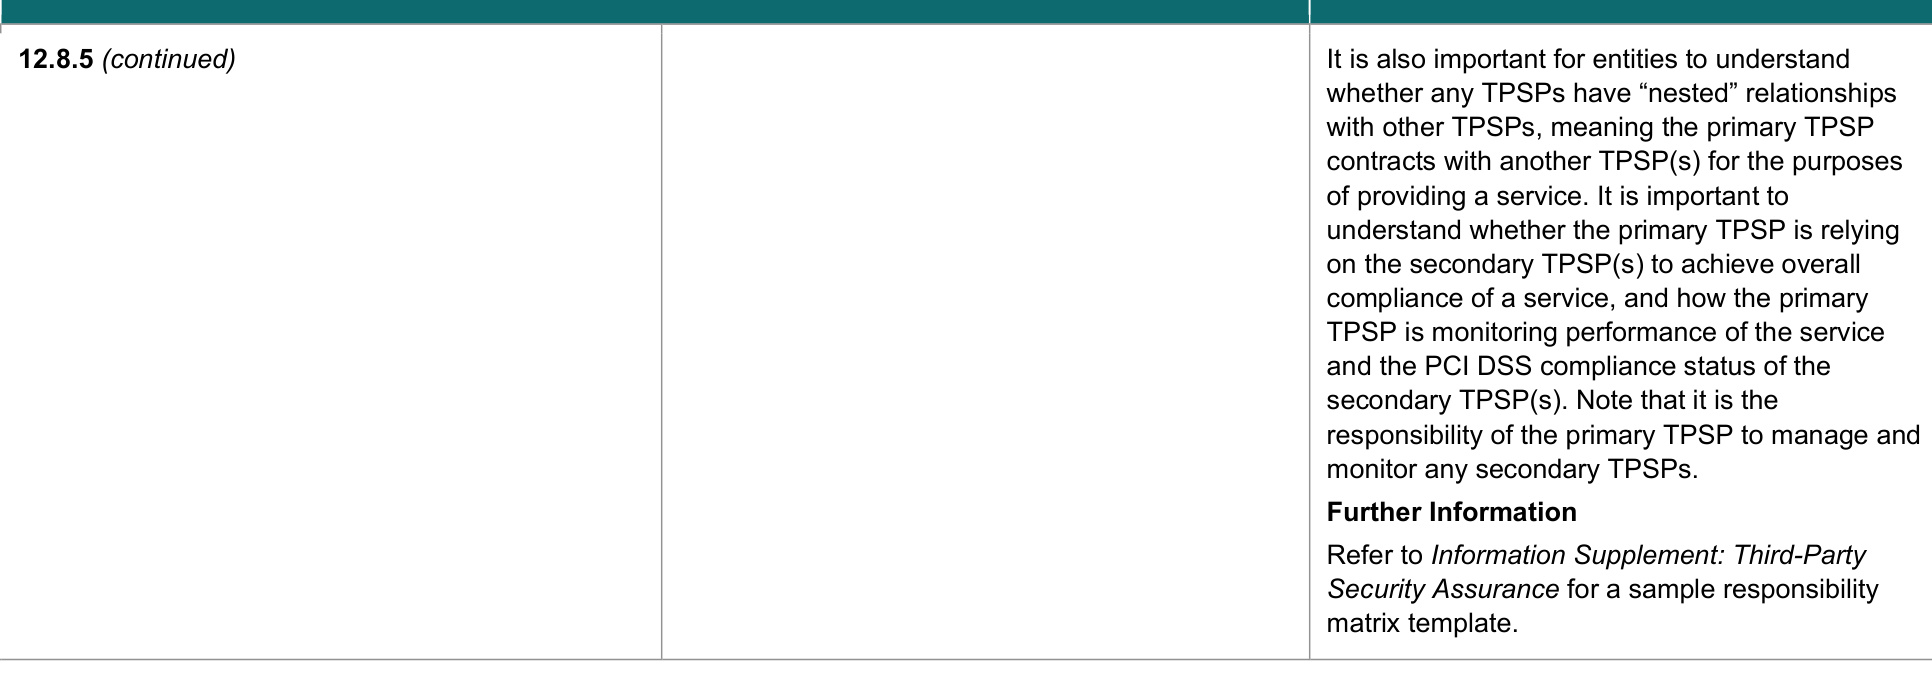 12.8.5 (continued)
It is also important for entities to understand
whether any TPSPs have “nested” relationships
with other TPSPs, meaning the primary TPSP
contracts with another TPSP(s) for the purposes
of providing a service. It is important to
understand whether the primary TPSP is relying
on the secondary TPSP(s) to achieve overall
compliance of a service, and how the primary
TPSP is monitoring performance of the service
and the PCI DSS compliance status of the
secondary TPSP(s). Note that it is the
responsibility of the primary TPSP to manage and
monitor any secondary TPSPs.
Further Information
Refer to Information Supplement: Third-Party
Security Assurance for a sample responsibility
matrix template.